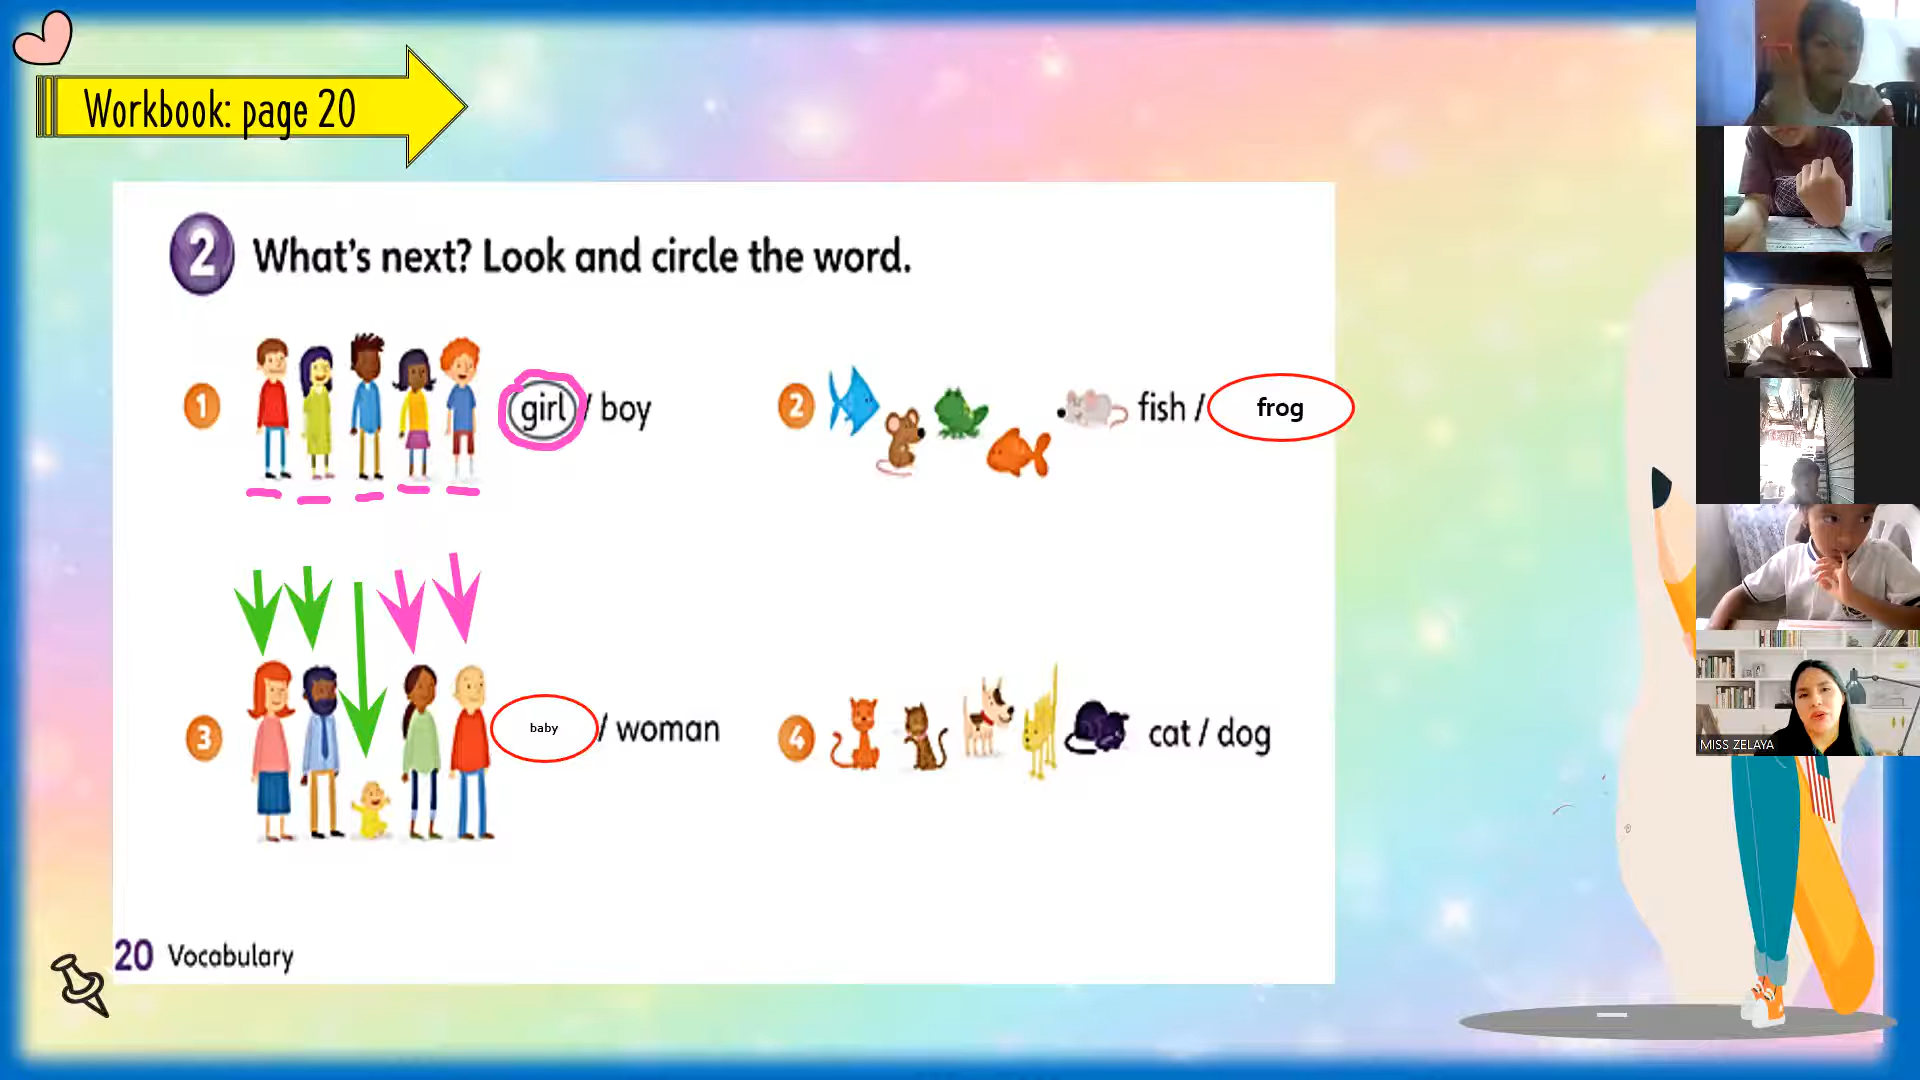 Workbook: page 20
2 What's next? Look and circle the word.
1 girl / boy
2 fish / frog
3 baby / woman
4 cat / dog
20 Vocabulary
MISS ZELAYA